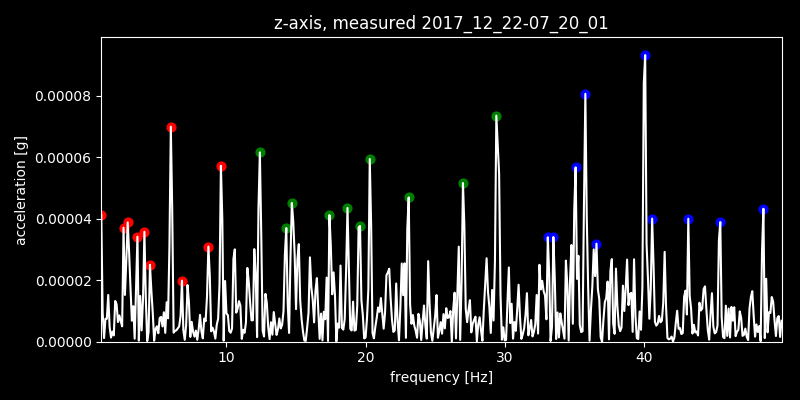 z-axis, measured 2017_12_22-07_20_01
0.00008
0.00006
0.00004
0.00002
0.00000
acceleration [g]
10 20 30 40
frequency [Hz]